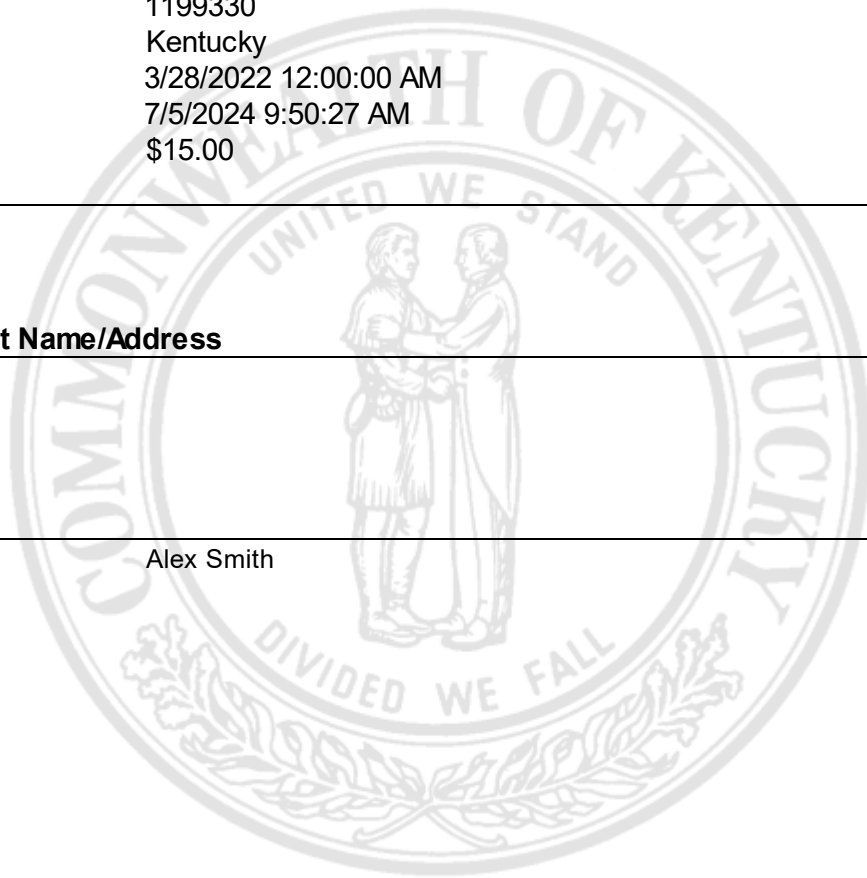 1199330
Kentucky
3/28/2022 12:00:00 AM
7/5/2024 9:50:27 AM
$15.00
COMMONWEALTH OF KENTUCKY
UNITED WE STAND
t Name/Address
Alex Smith
DIVIDED WE FALL